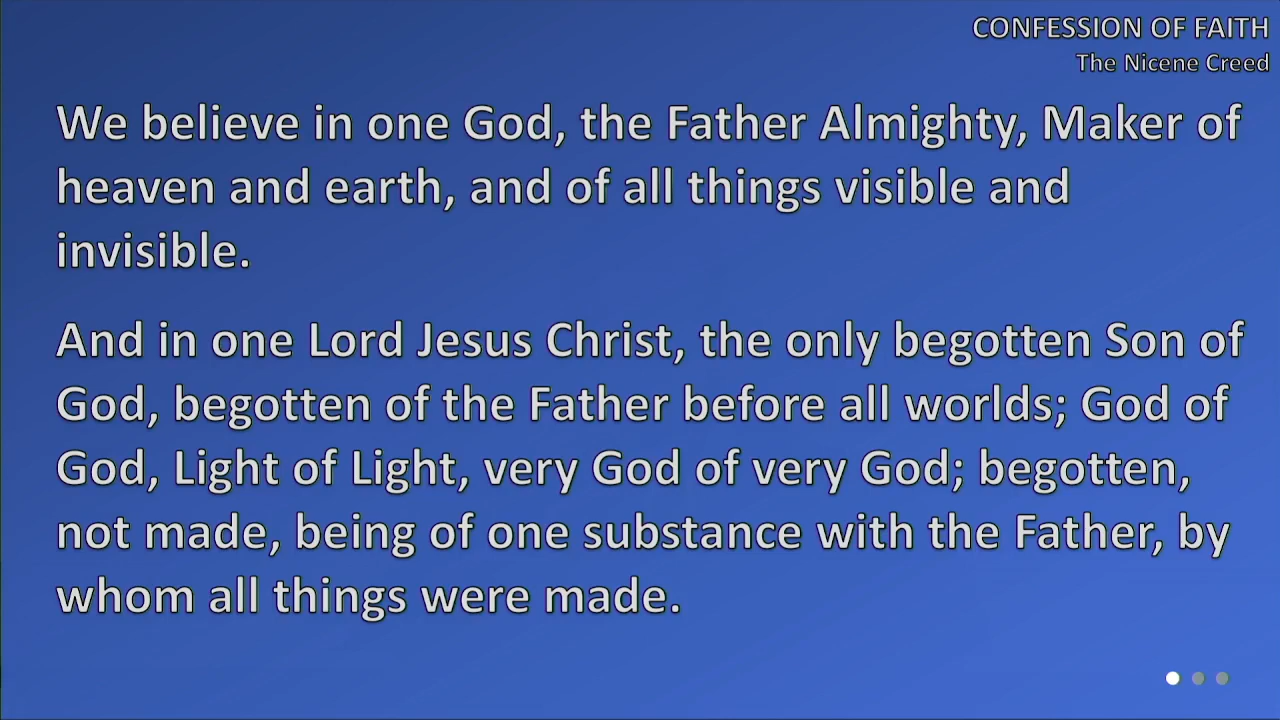 CONFESSION OF FAITH
The Nicene Creed
We believe in one God, the Father Almighty, Maker of
heaven and earth, and of all things visible and
invisible.
And in one Lord Jesus Christ, the only begotten Son of
God, begotten of the Father before all worlds; God of
God, Light of Light, very God of very God; begotten,
not made, being of one substance with the Father, by
whom all things were made.